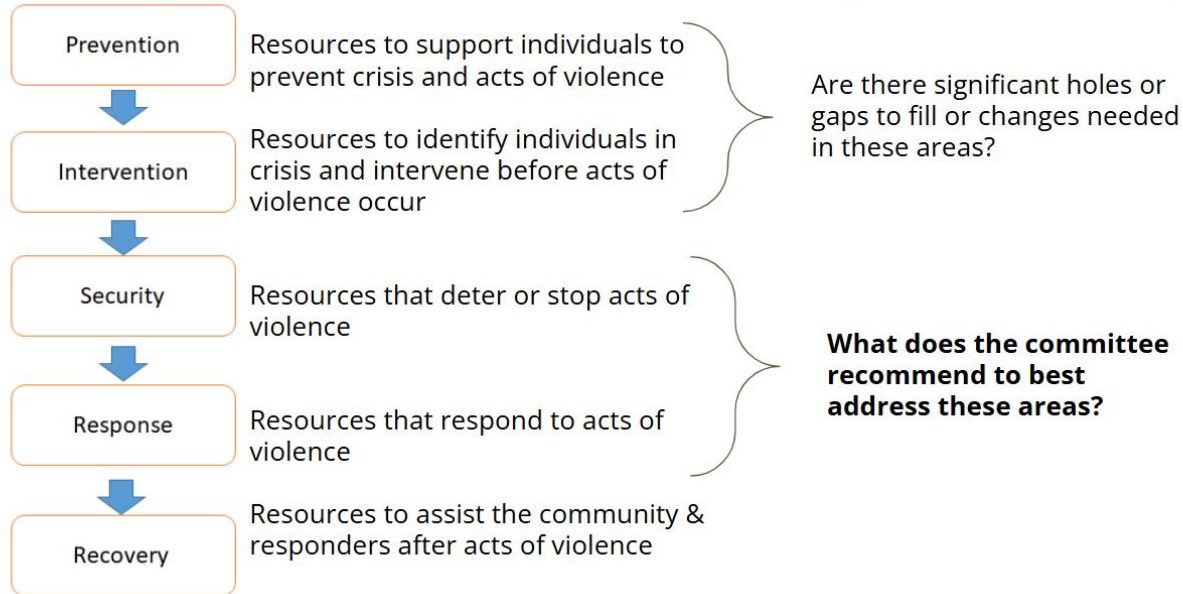 Prevention
Resources to support individuals to
prevent crisis and acts of violence
Intervention
Resources to identify individuals in
crisis and intervene before acts of
violence occur
Are there significant holes or
gaps to fill or changes needed
in these areas?
Security
Resources that deter or stop acts of
violence
Response
Resources that respond to acts of
violence
What does the committee
recommend to best
address these areas?
Recovery
Resources to assist the community &
responders after acts of violence